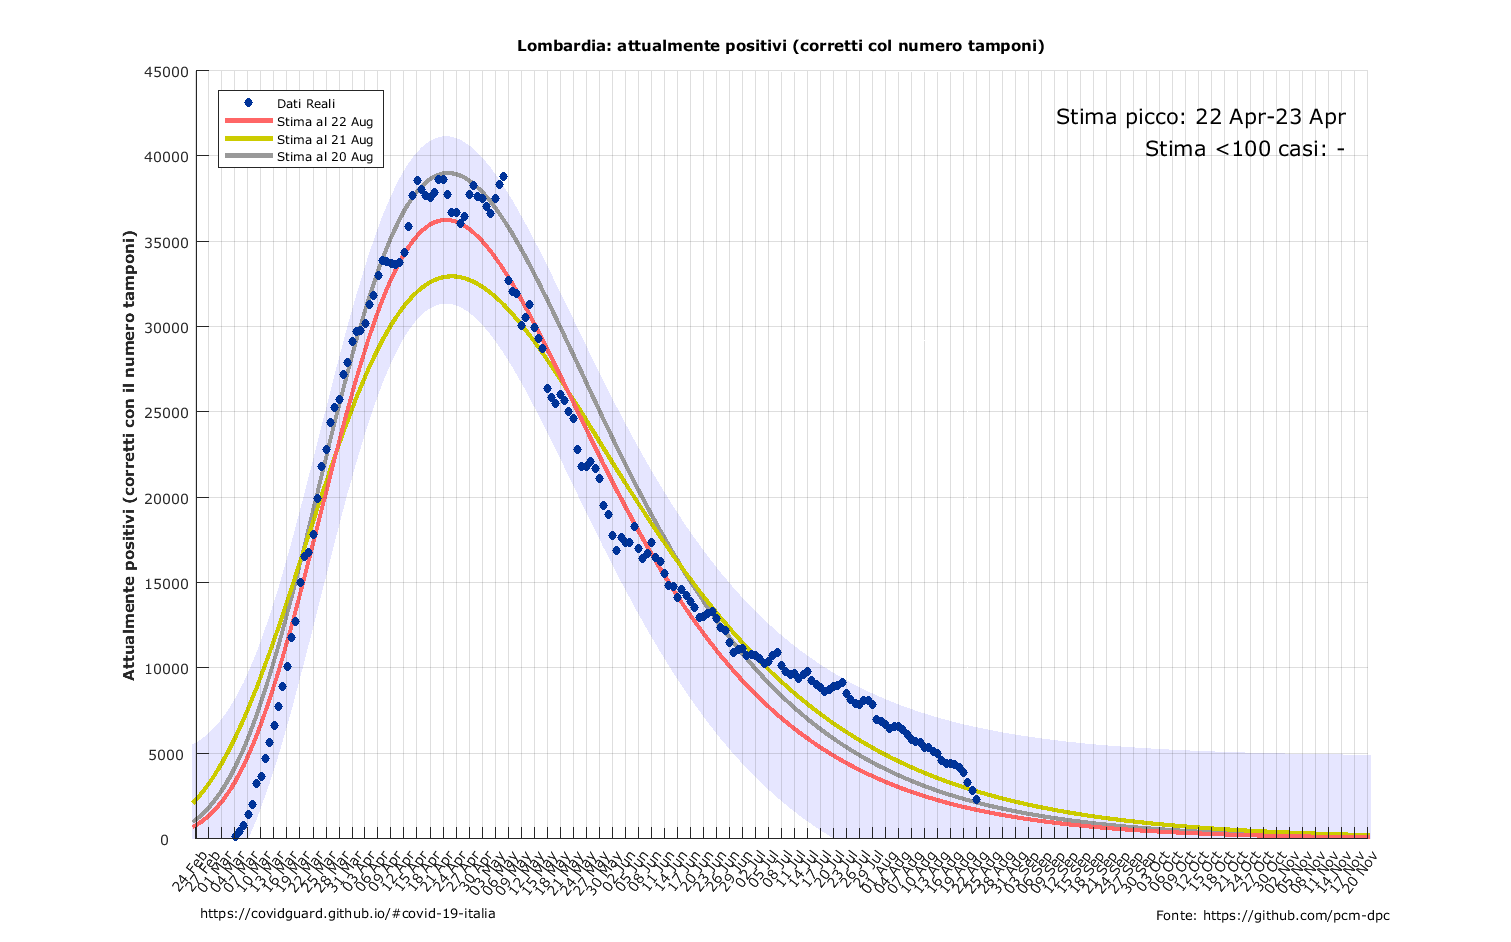 Lombardia: attualmente positivi (corretti col numero tamponi)
Dati Reali
Stima al 22 Aug
Stima al 21 Aug
Stima al 20 Aug
Stima picco: 22 Apr-23 Apr
Stima <100 casi: -
Attualmente positivi (corretti con il numero tamponi)
45000
40000
35000
30000
25000
20000
15000
10000
5000
0
24 Feb
27 Feb
01 Mar
04 Mar
07 Mar
10 Mar
13 Mar
16 Mar
19 Mar
22 Mar
25 Mar
28 Mar
31 Mar
03 Apr
06 Apr
09 Apr
12 Apr
15 Apr
18 Apr
21 Apr
24 Apr
27 Apr
30 Apr
03 May
06 May
09 May
12 May
15 May
18 May
21 May
24 May
27 May
30 May
02 Jun
05 Jun
08 Jun
11 Jun
14 Jun
17 Jun
20 Jun
23 Jun
26 Jun
29 Jun
02 Jul
05 Jul
08 Jul
11 Jul
14 Jul
17 Jul
20 Jul
23 Jul
26 Jul
29 Jul
01 Aug
04 Aug
07 Aug
10 Aug
13 Aug
16 Aug
19 Aug
22 Aug
25 Aug
28 Aug
31 Aug
03 Sep
06 Sep
09 Sep
12 Sep
15 Sep
18 Sep
21 Sep
24 Sep
27 Sep
30 Sep
03 Oct
06 Oct
09 Oct
12 Oct
15 Oct
18 Oct
21 Oct
24 Oct
27 Oct
30 Oct
02 Nov
05 Nov
08 Nov
11 Nov
14 Nov
17 Nov
20 Nov
https://covidguard.github.io/#covid-19-italia
Fonte: https://github.com/pcm-dpc